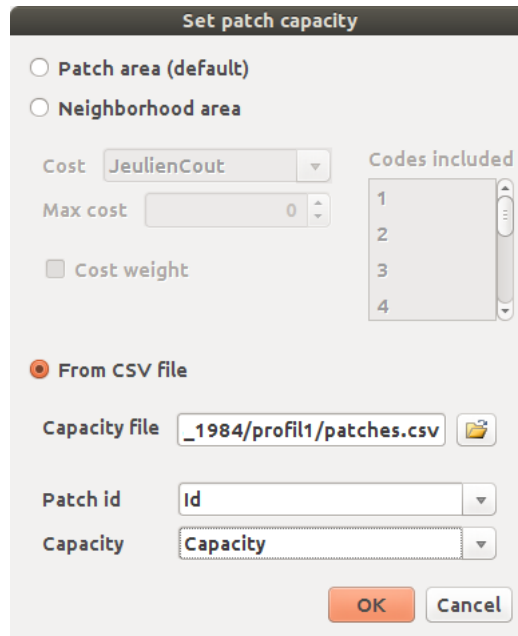 Set patch capacity
Patch area (default)
Neighborhood area
Cost JeulienCout
Codes included
Max cost 0
1
2
3
4
Cost weight
From CSV file
Capacity file _1984/profil1/patches.csv
Patch id Id
Capacity Capacity
OK Cancel